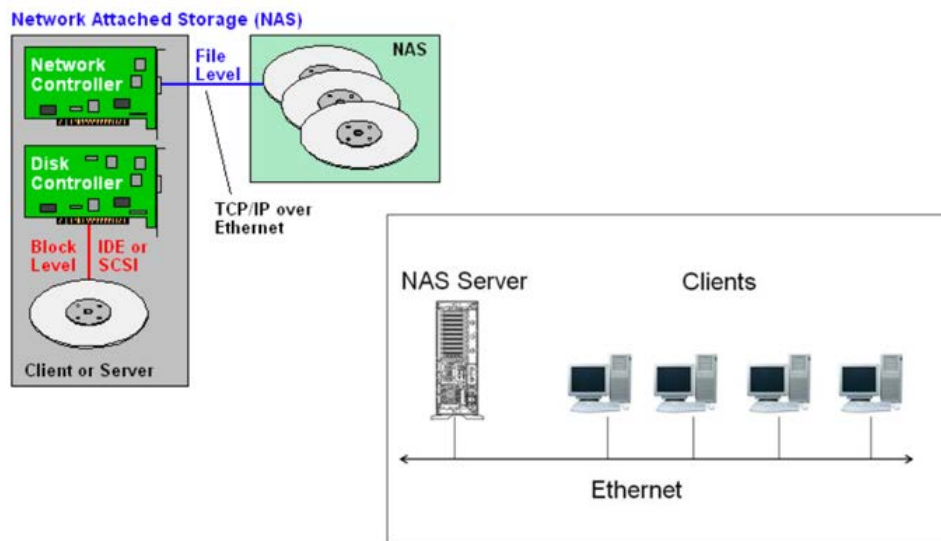 Network Attached Storage (NAS)
Network
Controller
File
Level
NAS
Disk
Controller
TCP/IP over
Ethernet
Block
Level
IDE or
SCSI
Client or Server
NAS Server
Clients
Ethernet